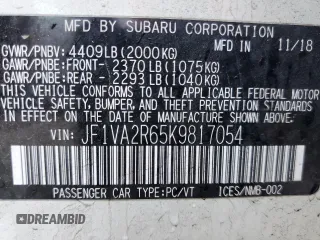 MFD BY SUBARU CORPORATION 11/18
GVWR/PNBV: 4409LB (2000KG)
GAWR/PNBE:FRONT- 2370LB (1075KG)
GAWR/PNBE:REAR - 2293LB (1040KG)
THIS VEHICLE CONFORMS TO ALL APPLICABLE FEDERAL MOTOR
VEHICLE SAFETY, BUMPER, AND THEFT PREVENTION STANDARDS
IN EFFECT ON THE DATE OF MANUFACTURE SHOWN ABOVE.
VIN: JF1VA2R65K9817054
PASSENGER CAR TYPE:PC/VT ICES/NMB-002
DREAMBID